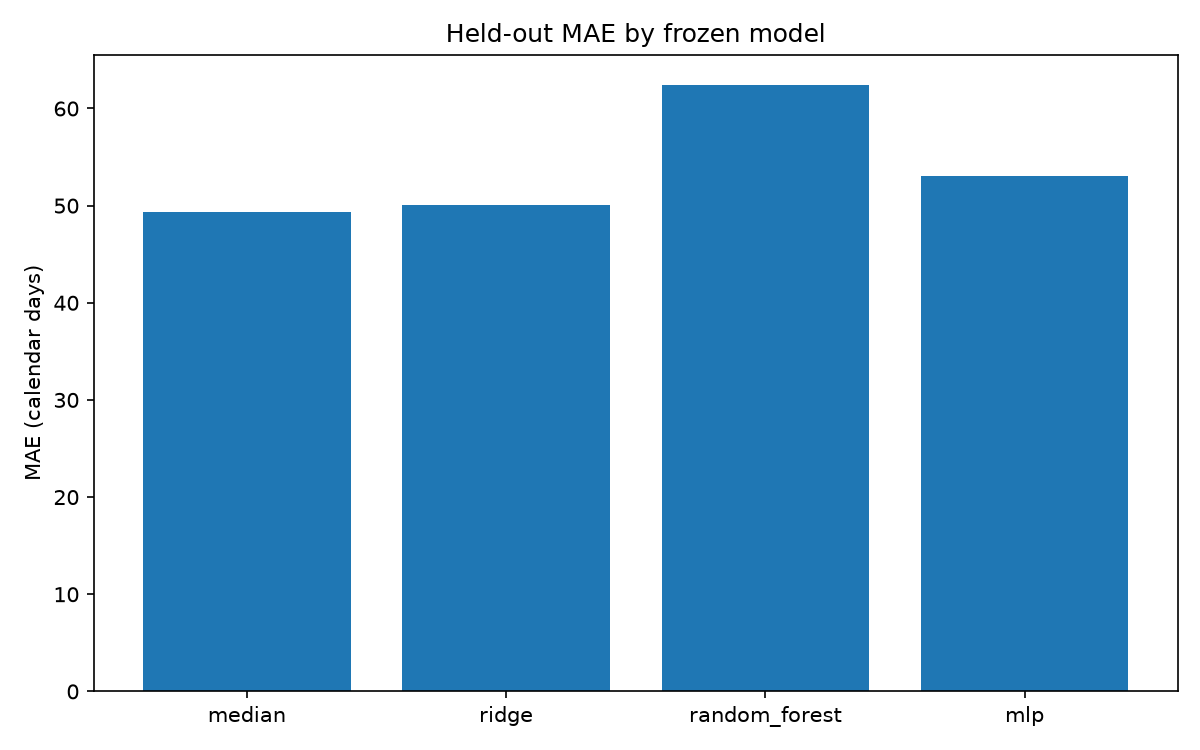 Held-out MAE by frozen model
MAE (calendar days)
60
50
40
30
20
10
0
median
ridge
random_forest
mlp